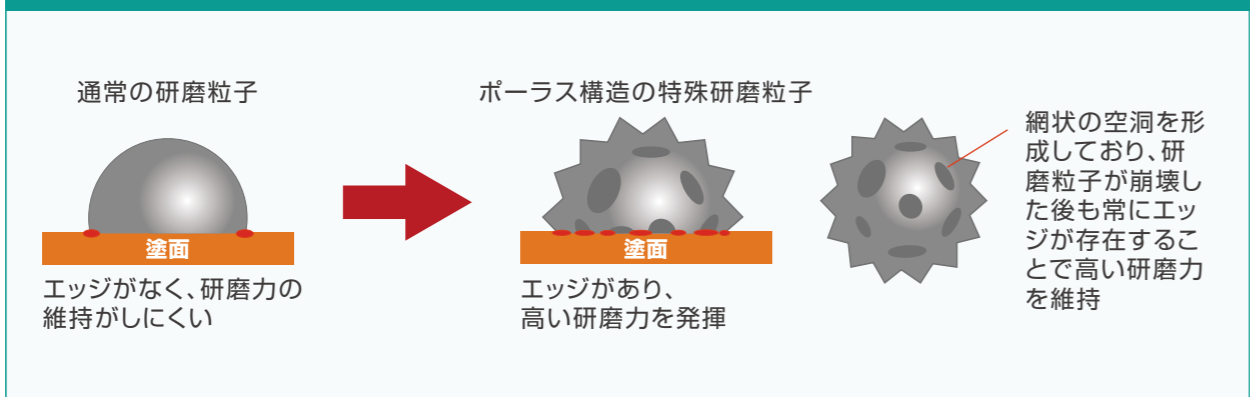 通常の研磨粒子
塗面
エッジがなく、研磨力の
維持がしにくい
ポーラス構造の特殊研磨粒子
塗面
エッジがあり、
高い研磨力を発揮
網状の空洞を形
成しており、研
磨粒子が崩壊し
た後も常にエッ
ジが存在するこ
とで高い研磨力
を維持